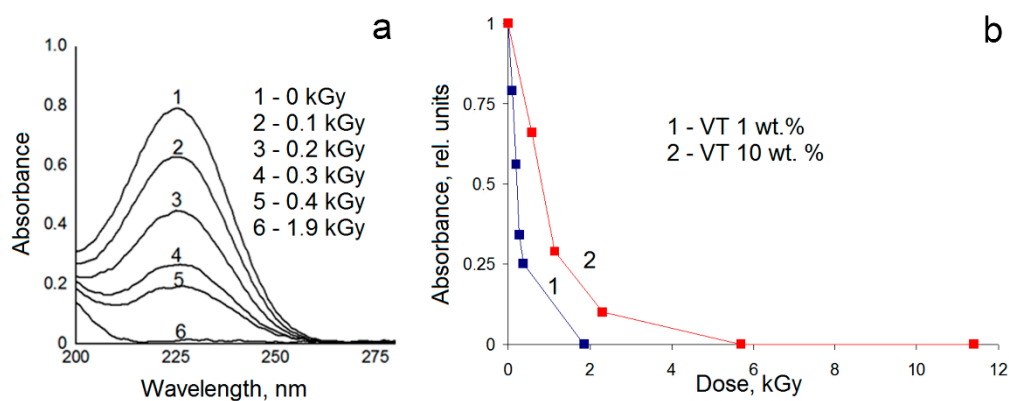 a
1.0
0.8
0.6
0.4
0.2
0
Absorbance
1
2
3
4
5
6
1 - 0 kGy
2 - 0.1 kGy
3 - 0.2 kGy
4 - 0.3 kGy
5 - 0.4 kGy
6 - 1.9 kGy
200 225 250 275
Wavelength, nm
b
1
0.75
0.5
0.25
0
Absorbance, rel. units
1 - VT 1 wt.%
2 - VT 10 wt. %
1
2
0 2 4 6 8 10 12
Dose, kGy